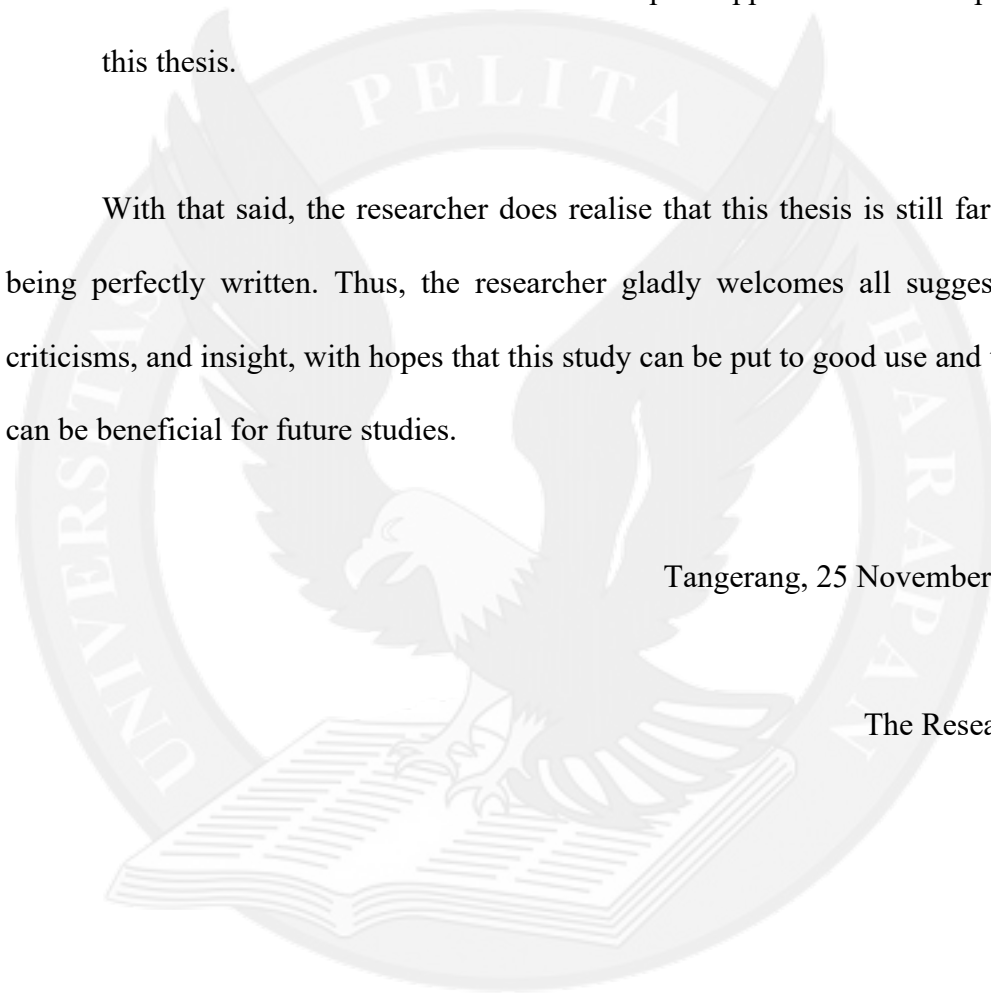 this thesis.
With that said, the researcher does realise that this thesis is still far
being perfectly written. Thus, the researcher gladly welcomes all sugges
criticisms, and insight, with hopes that this study can be put to good use and
can be beneficial for future studies.
Tangerang, 25 November
The Resea
UNIVERSITAS PELITA HARAPAN